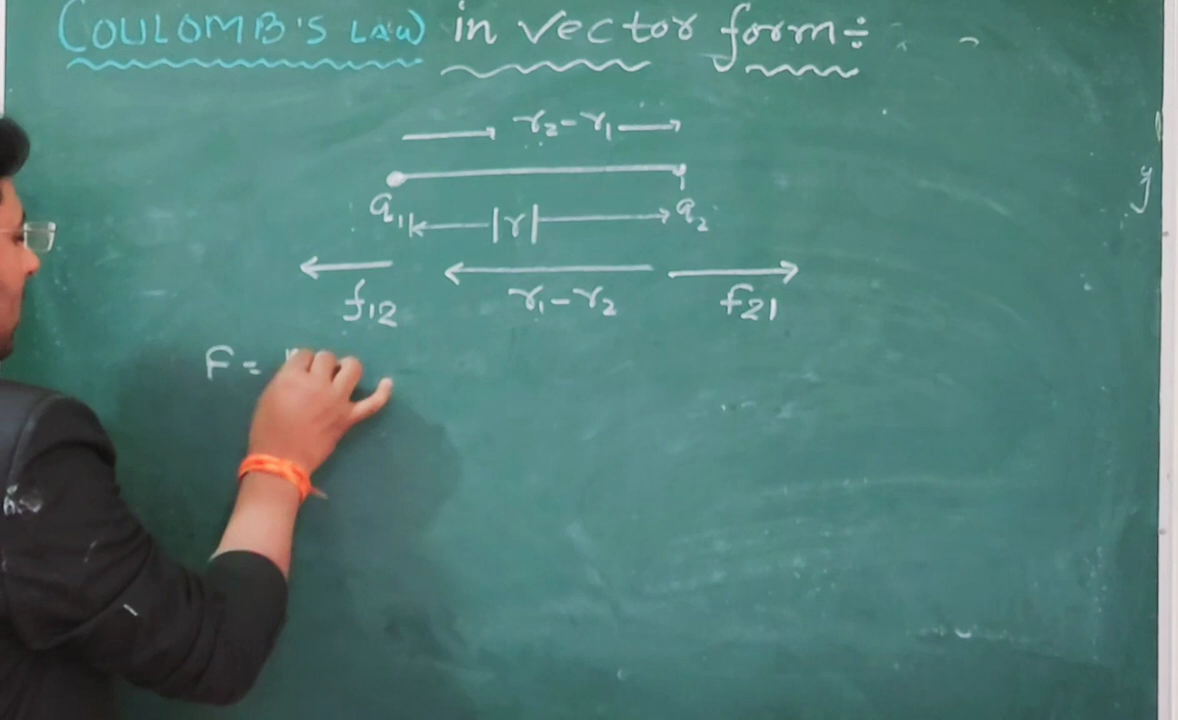 COULOMB'S LAW in vector form ÷
r₂-r₁
q₁ |r| q₂
f₁₂ r₁-r₂ f₂₁
F =